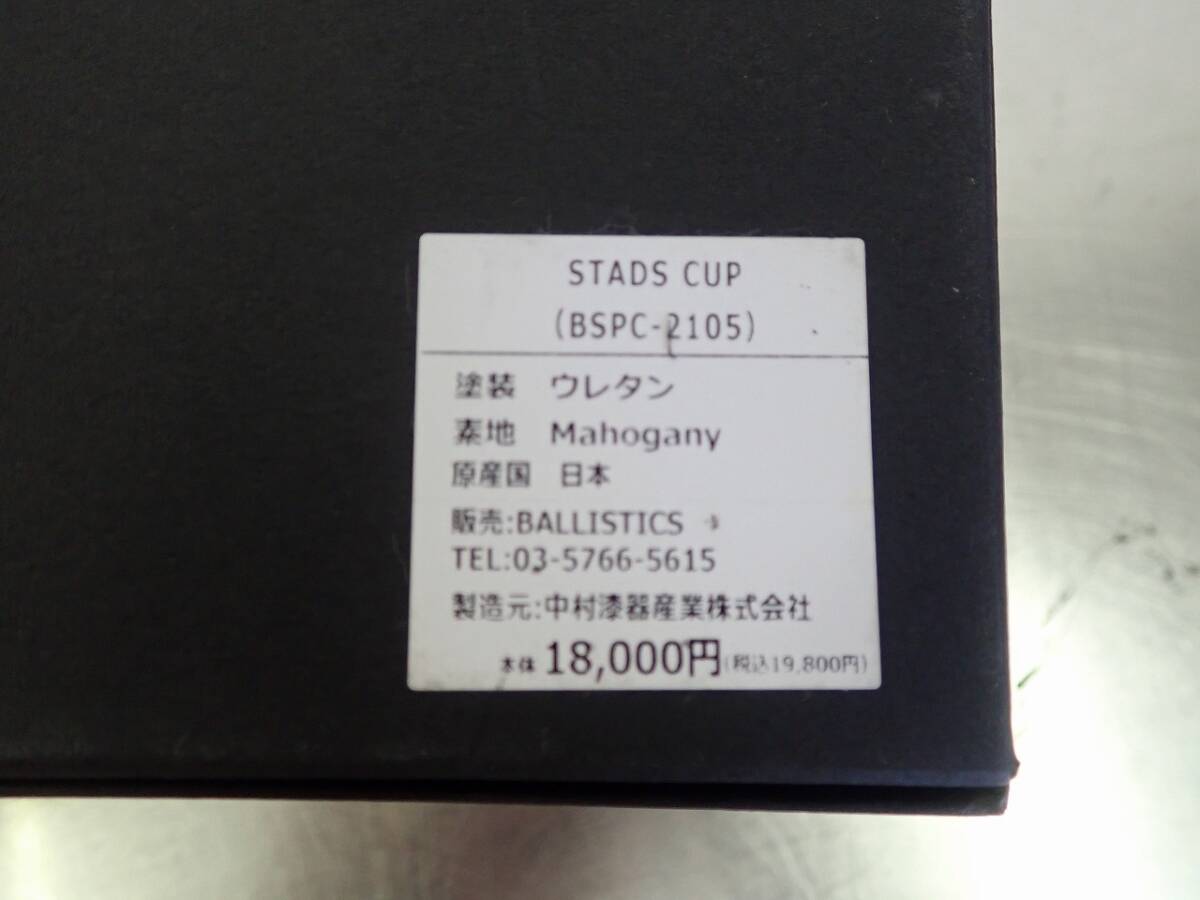 STADS CUP
(BSPC-2105)
塗装 ウレタン
素地 Mahogany
原産国 日本
販売:BALLISTICS
TEL:03-5766-5615
製造元:中村漆器産業株式会社
本体 18,000円(税込19,800円)